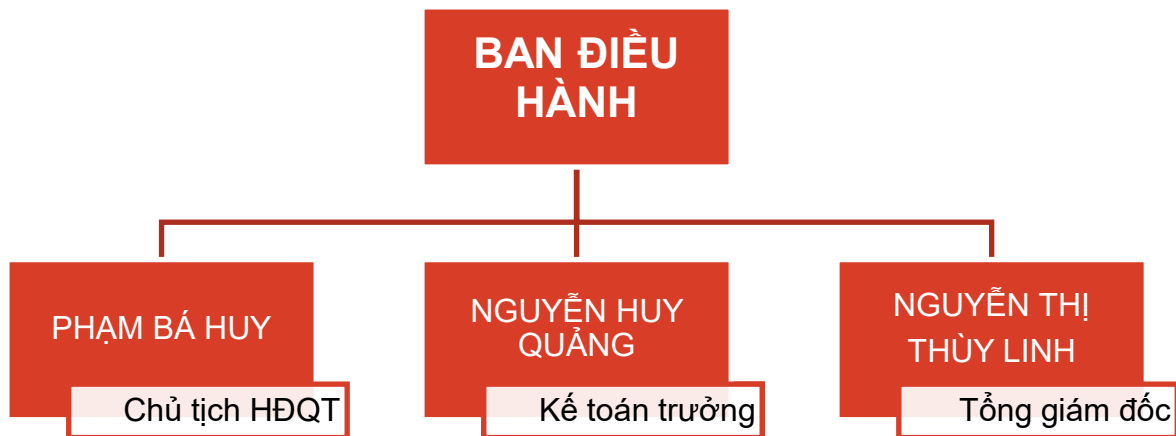 BAN ĐIỀU
HÀNH
PHẠM BÁ HUY
Chủ tịch HĐQT
NGUYỄN HUY
QUẢNG
Kế toán trưởng
NGUYỄN THỊ
THÙY LINH
Tổng giám đốc